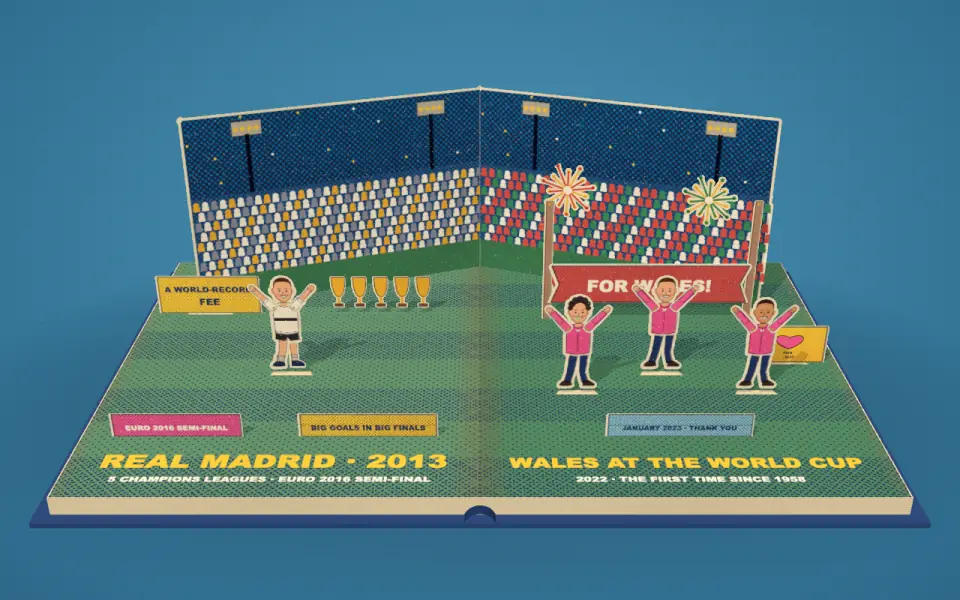 A WORLD-RECORD
FEE
FOR WALES!
EURO 2016 SEMI-FINAL
BIG GOALS IN BIG FINALS
JANUARY 2023 · THANK YOU
REAL MADRID · 2013
5 CHAMPIONS LEAGUES · EURO 2016 SEMI-FINAL
WALES AT THE WORLD CUP
2022 · THE FIRST TIME SINCE 1958